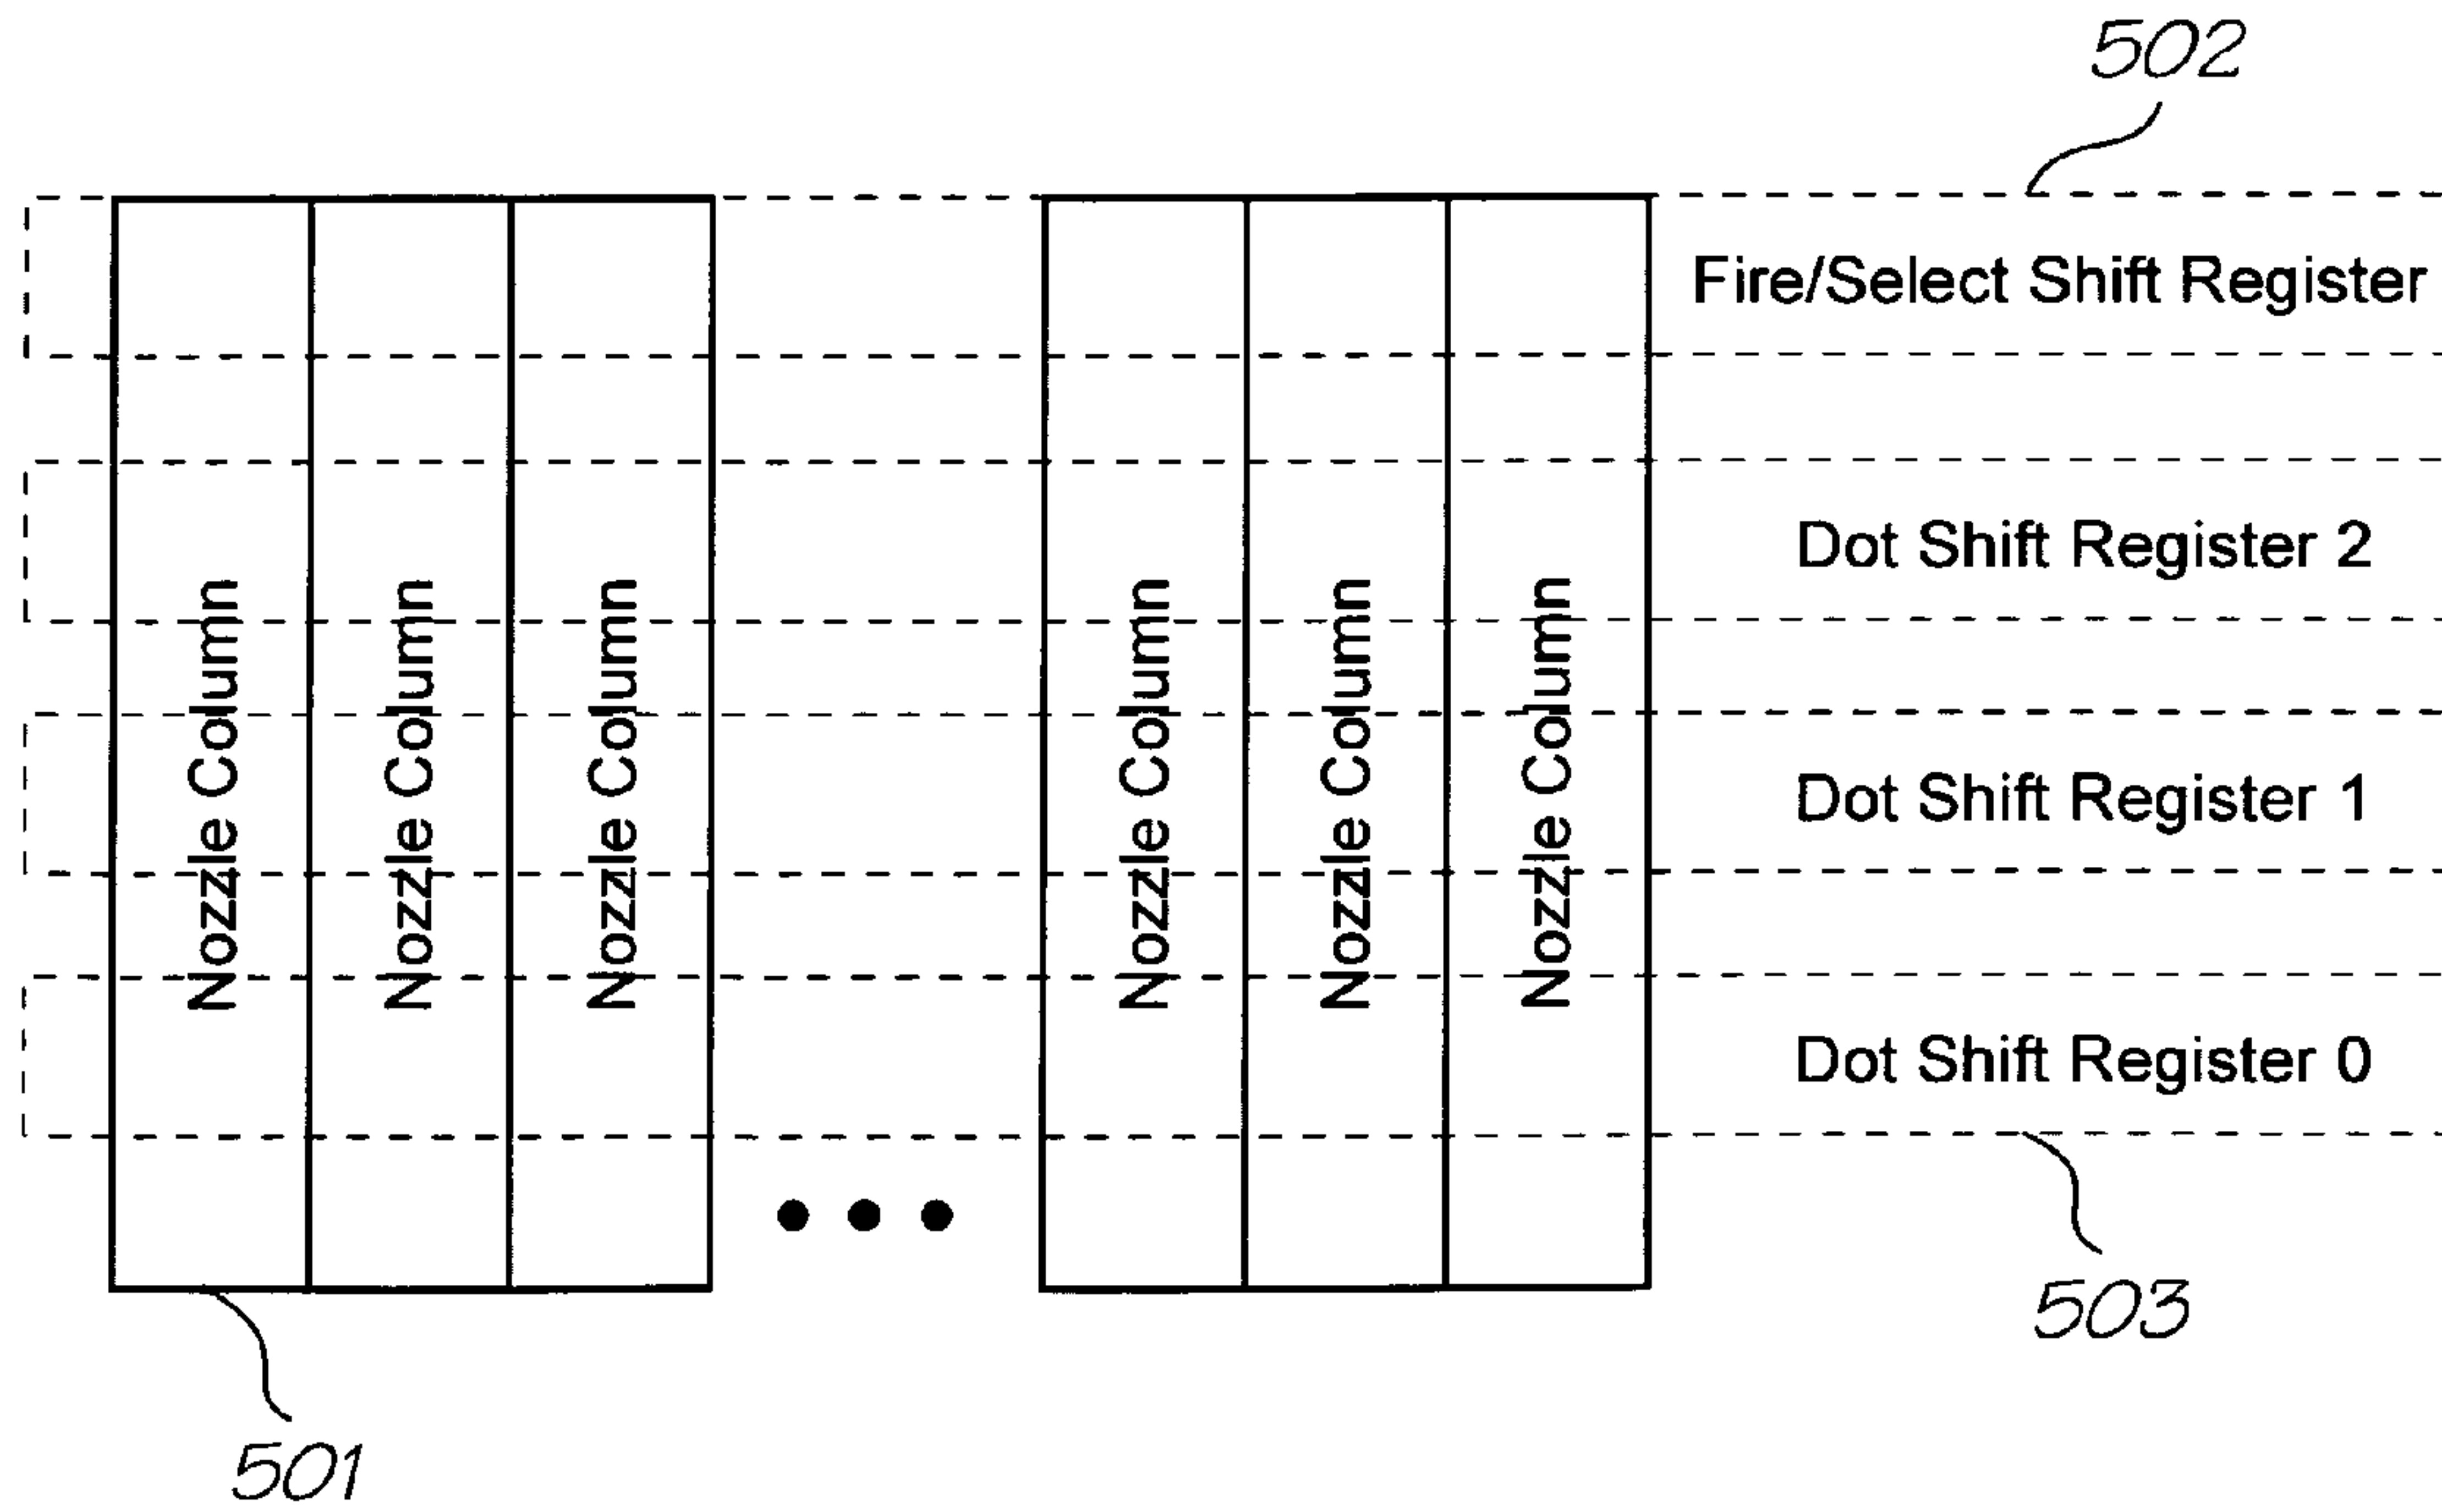 502
Fire/Select Shift Register
Dot Shift Register 2
Nozzle Column
Nozzle Column
Nozzle Column
Nozzle Column
Nozzle Column
Nozzle Column
Dot Shift Register 1
Dot Shift Register 0
503
501